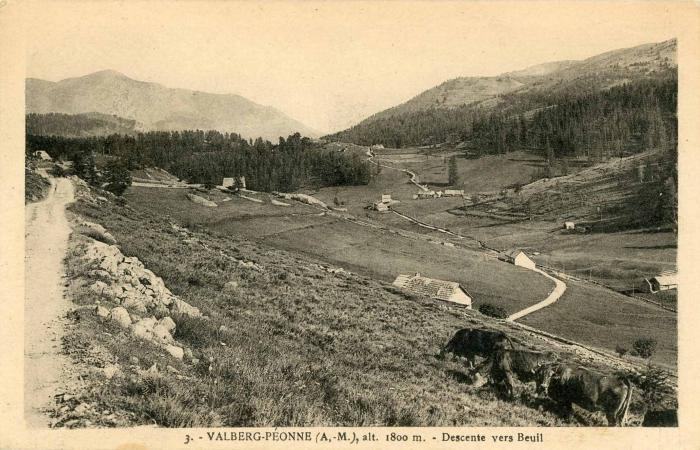 3. - VALBERG-PÉONNE (A.-M.), alt. 1800 m. - Descente vers Beuil